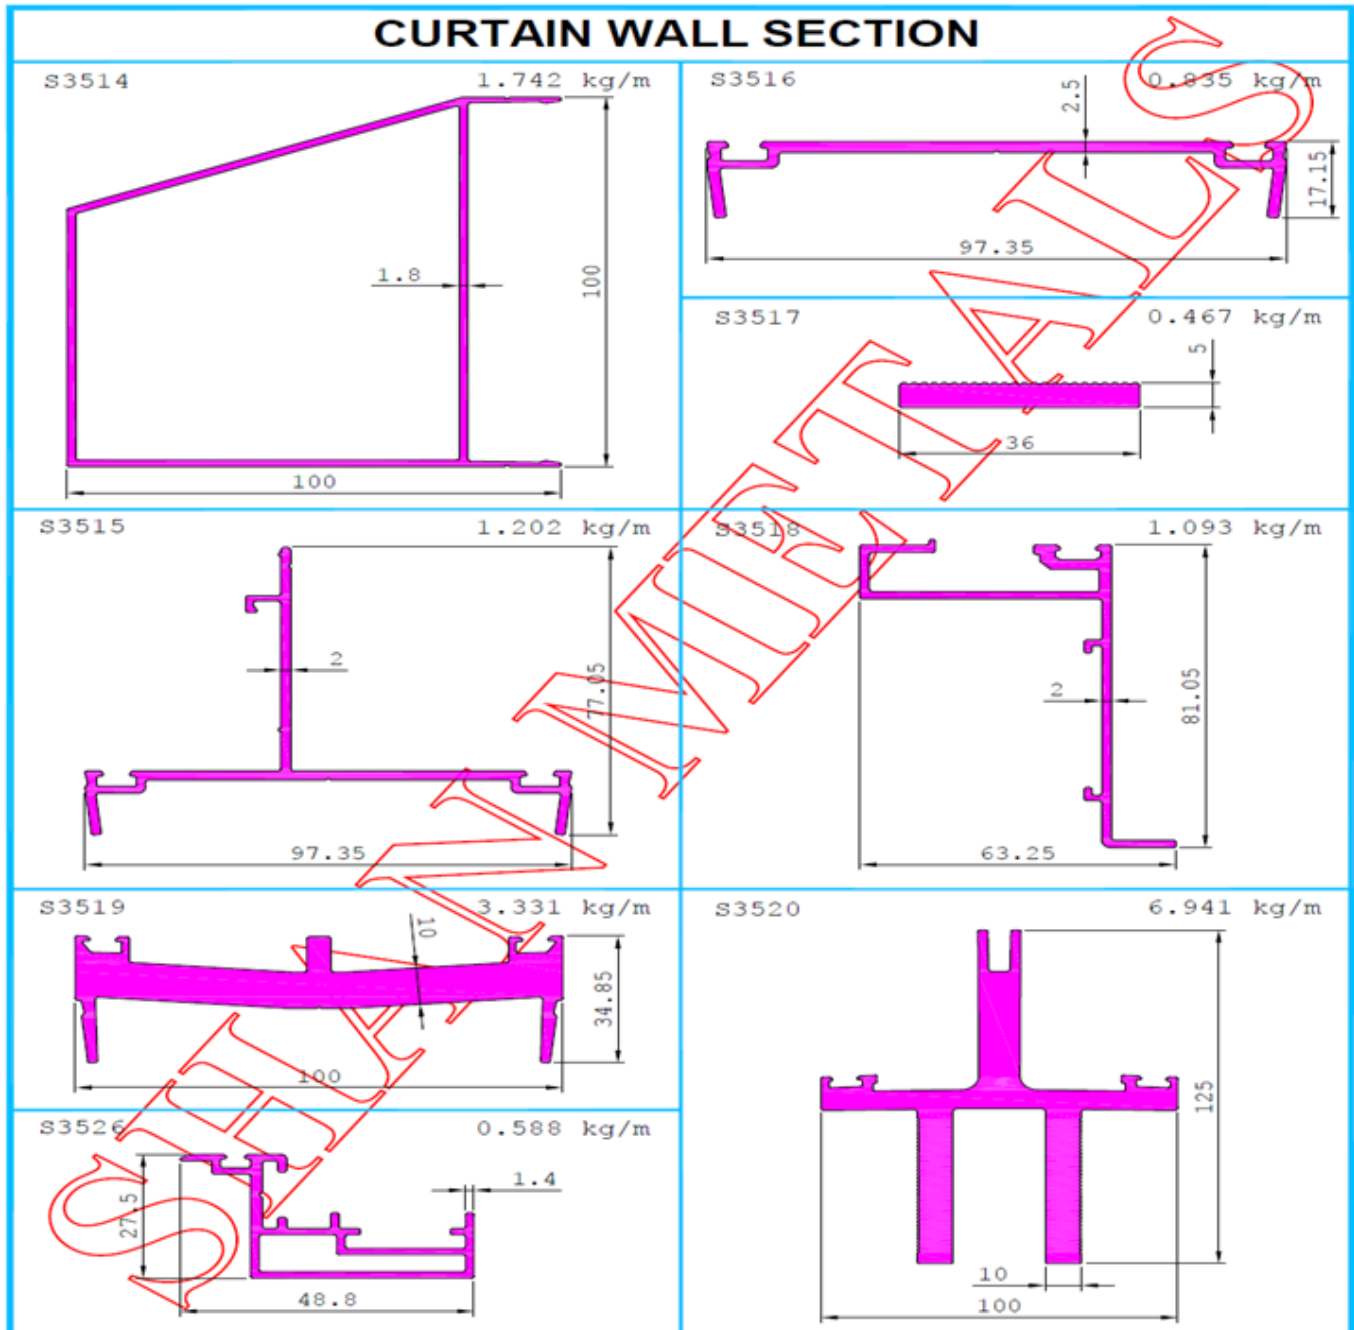 CURTAIN WALL SECTION
S3514 1.742 kg/m
1.8
100
100
S3516 0.835 kg/m
2.5
17.15
97.35
S3517 0.467 kg/m
5
36
S3515 1.202 kg/m
2
77.05
97.35
S3518 1.093 kg/m
2
81.05
63.25
S3519 3.331 kg/m
10
34.85
100
S3520 6.941 kg/m
125
10
100
S3526 0.588 kg/m
1.4
27.5
48.8
SHAN METALS